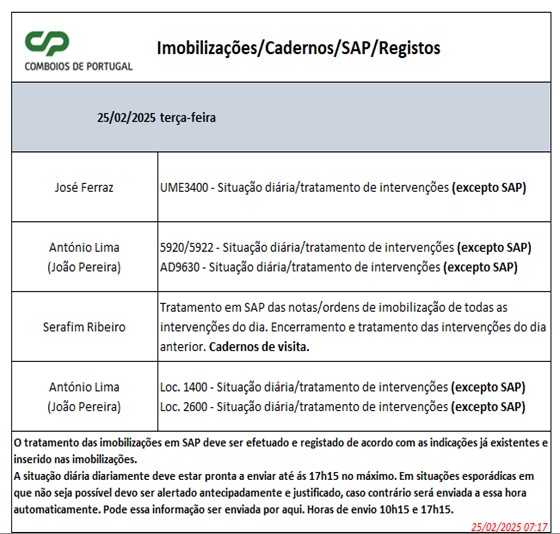 CP
COMBOIOS DE PORTUGAL
Imobilizações/Cadernos/SAP/Registos
25/02/2025 terça-feira
José Ferraz
UME3400 - Situação diária/tratamento de intervenções (excepto SAP)
António Lima
(João Pereira)
5920/5922 - Situação diária/tratamento de intervenções (excepto SAP)
AD9630 - Situação diária/tratamento de intervenções (excepto SAP)
Serafim Ribeiro
Tratamento em SAP das notas/ordens de imobilização de todas as
intervenções do dia. Encerramento e tratamento das intervenções do dia
anterior. Cadernos de visita.
António Lima
(João Pereira)
Loc. 1400 - Situação diária/tratamento de intervenções (excepto SAP)
Loc. 2600 - Situação diária/tratamento de intervenções (excepto SAP)
O tratamento das imobilizações em SAP deve ser efetuado e registado de acordo com as indicações já existentes e
inserido nas imobilizações.
A situação diária diariamente deve estar pronta a enviar até ás 17h15 no máximo. Em situações esporádicas em
que não seja possível devo ser alertado antecipadamente e justificado, caso contrário será enviada a essa hora
automaticamente. Pode essa informação ser enviada por aqui. Horas de envio 10h15 e 17h15.
25/02/2025 07:17